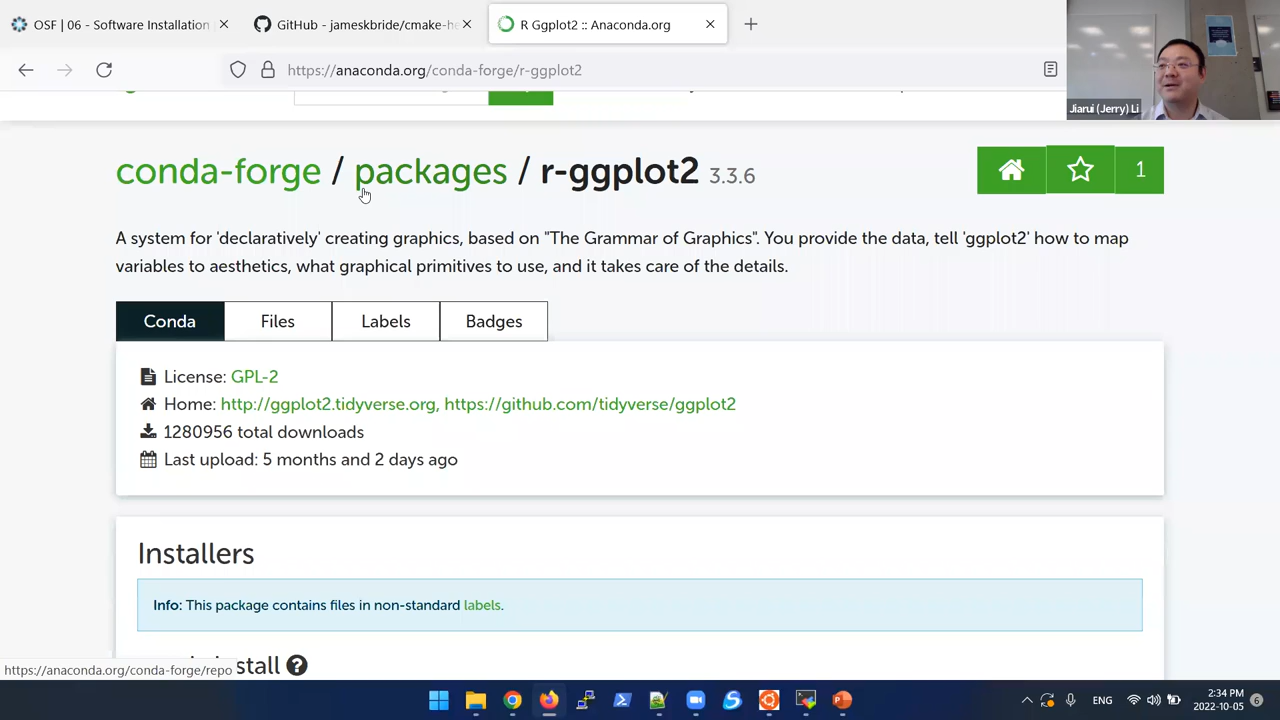 OSF | 06 - Software Installation
GitHub - jameskbride/cmake-he
R Ggplot2 :: Anaconda.org
https://anaconda.org/conda-forge/r-ggplot2
Jiarui (Jerry) Li
conda-forge / packages / r-ggplot2 3.3.6
1
A system for 'declaratively' creating graphics, based on "The Grammar of Graphics". You provide the data, tell 'ggplot2' how to map
variables to aesthetics, what graphical primitives to use, and it takes care of the details.
Conda Files Labels Badges
License: GPL-2
Home: http://ggplot2.tidyverse.org, https://github.com/tidyverse/ggplot2
1280956 total downloads
Last upload: 5 months and 2 days ago
Installers
Info: This package contains files in non-standard labels.
https://anaconda.org/conda-forge/repo
ENG
2:34 PM
2022-10-05
6